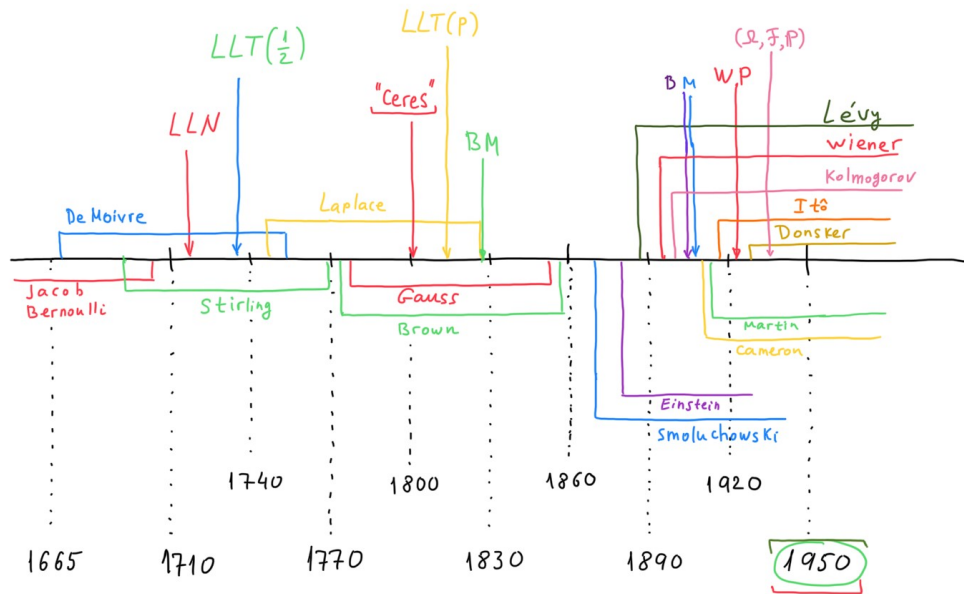 LLT(P)
LLT(1/2)
(Ω, F, P)
"Ceres"
B M
W P
LLN
BM
Lévy
Wiener
Kolmogorov
Laplace
Itô
De Moivre
Donsker
Jacob
Bernoulli
Stirling
Gauss
Brown
Martin
Cameron
Einstein
Smoluchowski
1740
1800
1860
1920
1665
1710
1770
1830
1890
1950